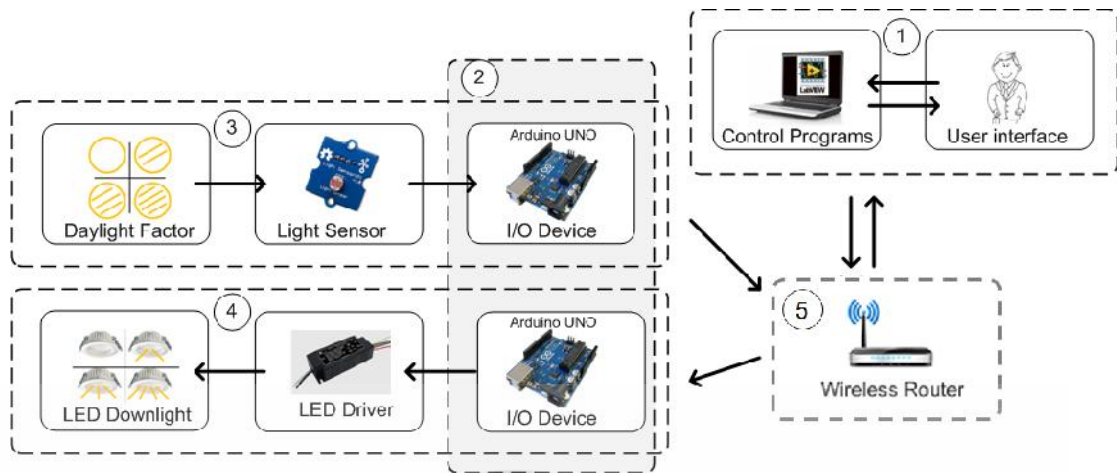 1
LabVIEW
Control Programs
User interface
2
3
Daylight Factor
Light Sensor
Arduino UNO
I/O Device
4
LED Downlight
LED Driver
Arduino UNO
I/O Device
5
Wireless Router